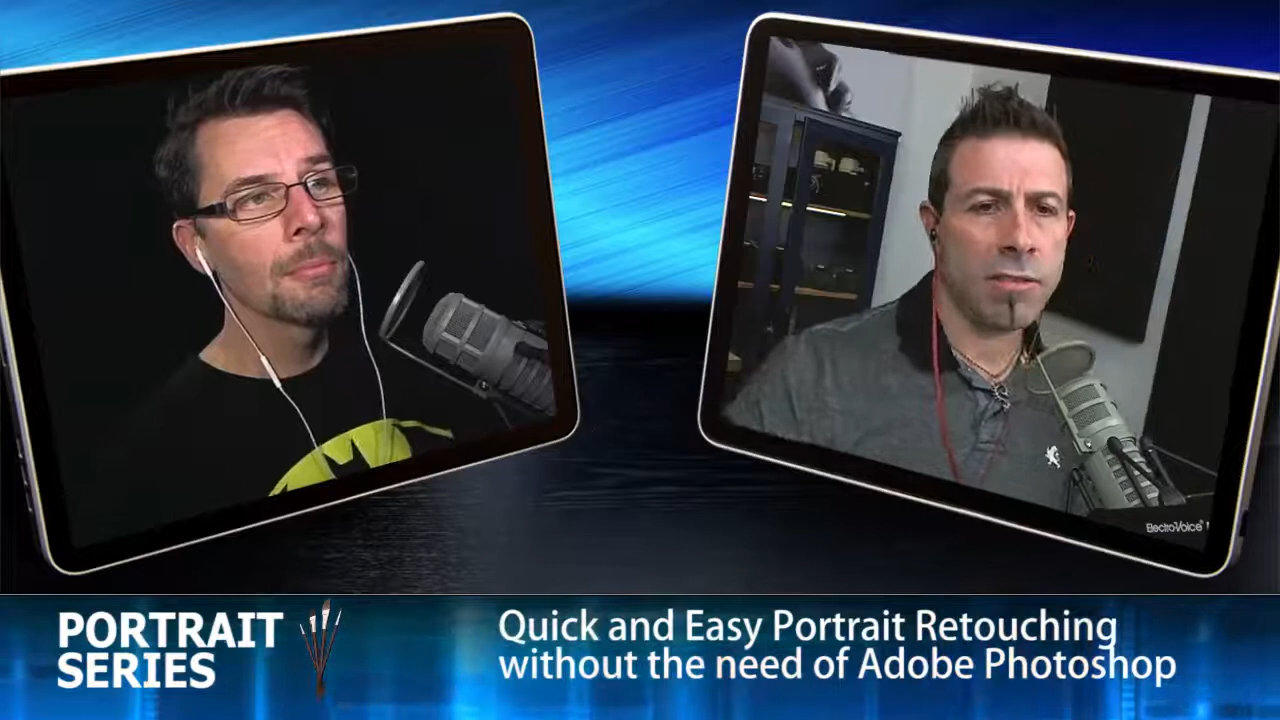 ElectroVoice
PORTRAIT
SERIES
Quick and Easy Portrait Retouching
without the need of Adobe Photoshop